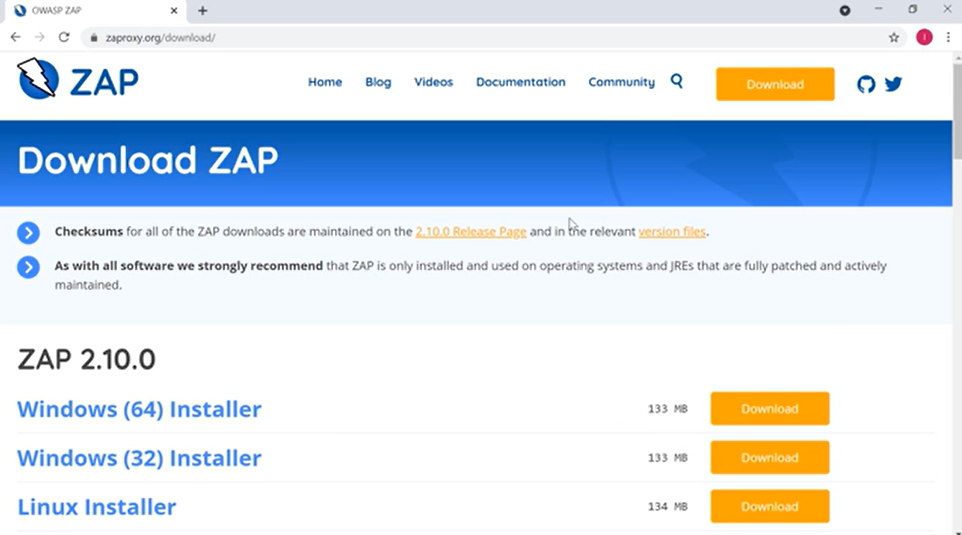 OWASP ZAP
zaproxy.org/download/
I
ZAP
Home Blog Videos Documentation Community Download
Download ZAP
Checksums for all of the ZAP downloads are maintained on the 2.10.0 Release Page and in the relevant version files.
As with all software we strongly recommend that ZAP is only installed and used on operating systems and JREs that are fully patched and actively
maintained.
ZAP 2.10.0
Windows (64) Installer 133 MB Download
Windows (32) Installer 133 MB Download
Linux Installer 134 MB Download